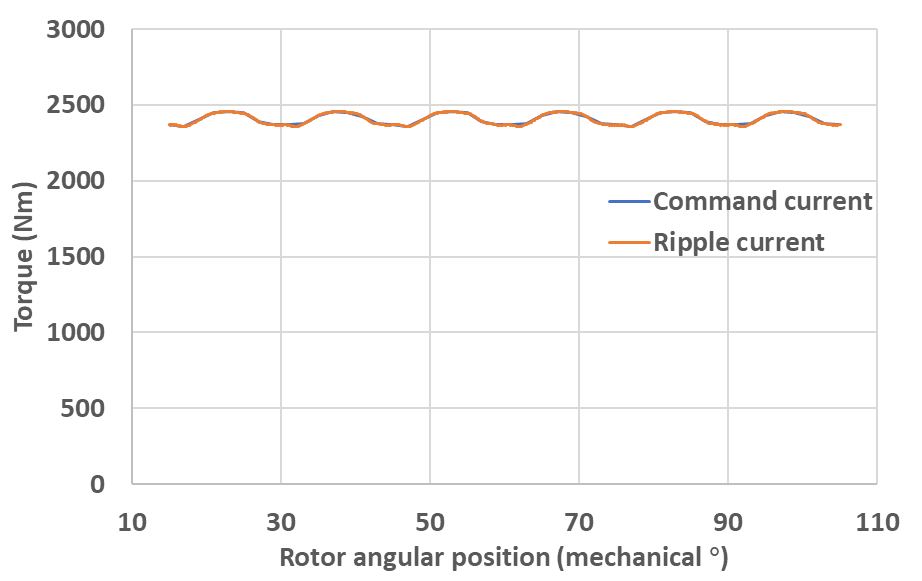 3000
2500
2000
1500
1000
500
0
Torque (Nm)
Command current
Ripple current
10 30 50 70 90 110
Rotor angular position (mechanical °)